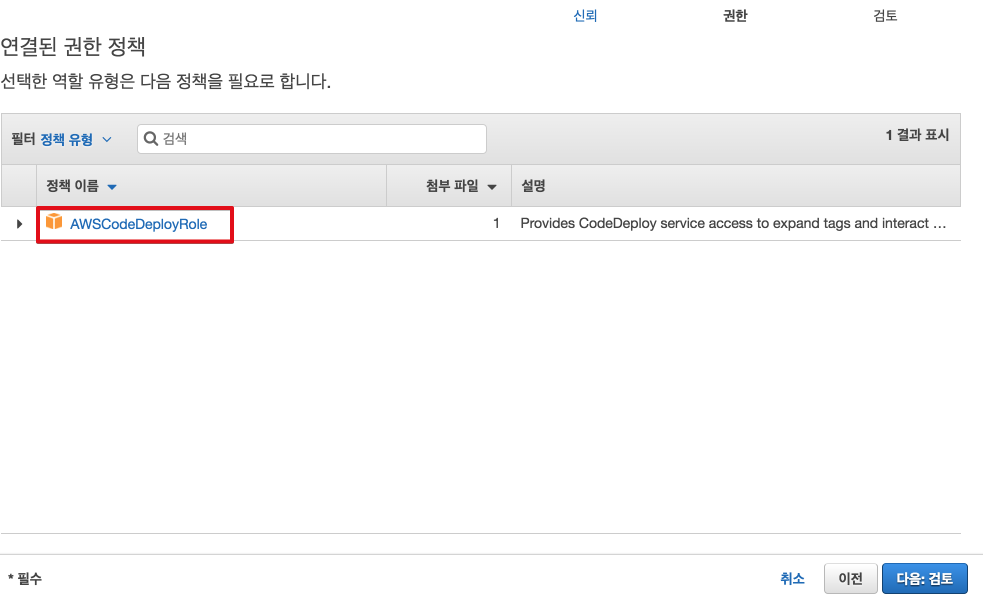 신뢰 권한 검토
연결된 권한 정책
선택한 역할 유형은 다음 정책을 필요로 합니다.
필터 정책 유형 검색 1 결과 표시
정책 이름 첨부 파일 설명
AWSCodeDeployRole 1 Provides CodeDeploy service access to expand tags and interact …
* 필수 취소 이전 다음: 검토